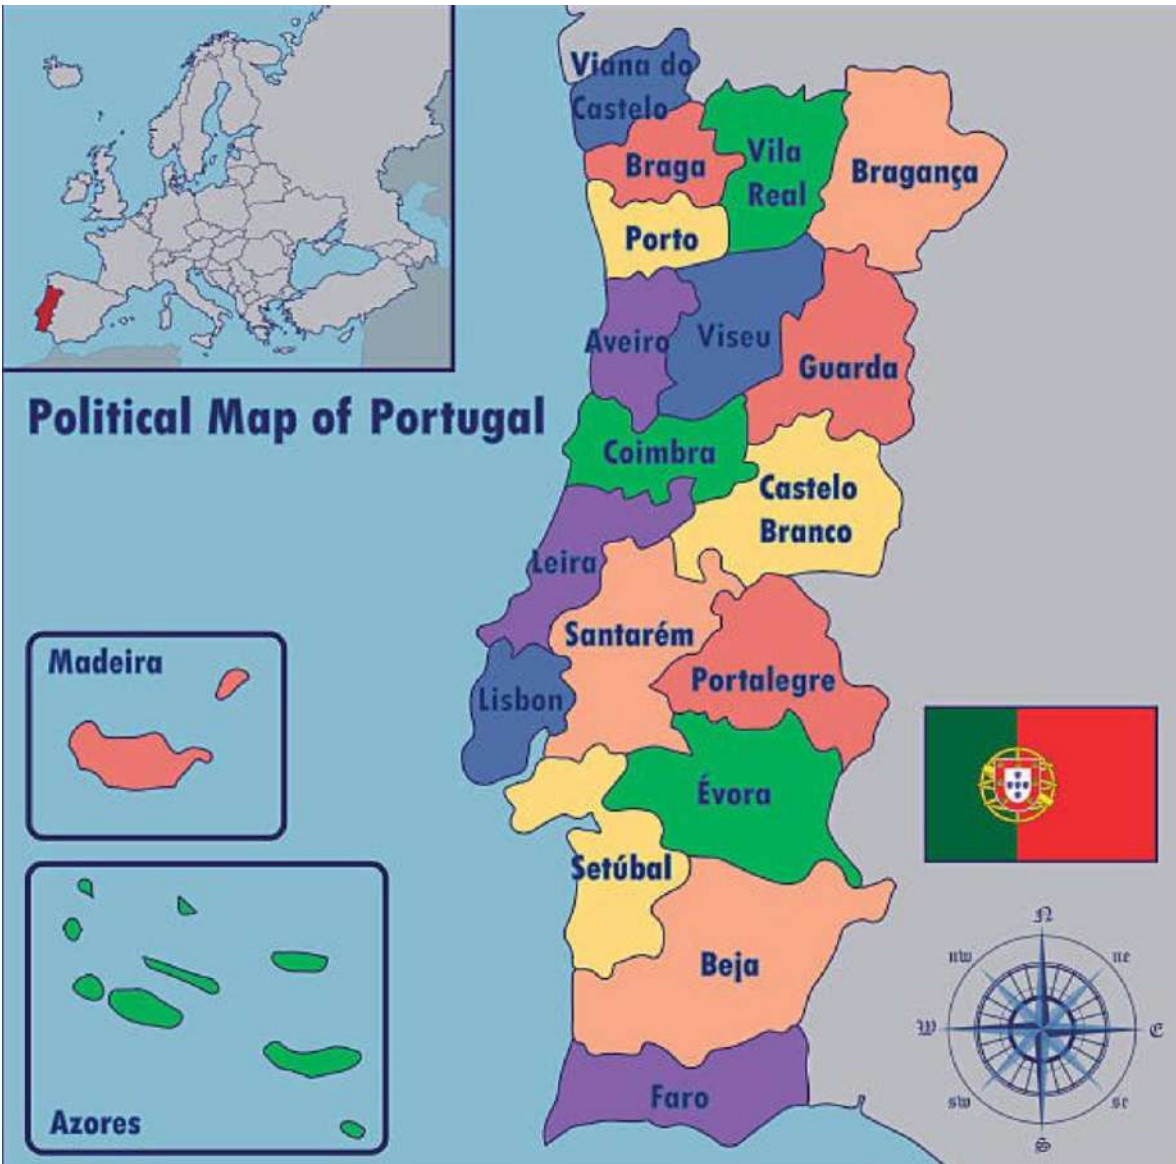 Viana do
Castelo
Braga
Vila
Real
Bragança
Porto
Aveiro
Viseu
Guarda
Political Map of Portugal
Coimbra
Castelo
Branco
Leira
Santarém
Madeira
Portalegre
Lisbon
Évora
Setúbal
Beja
Faro
Azores
N
nw
ne
W
E
sw
se
S